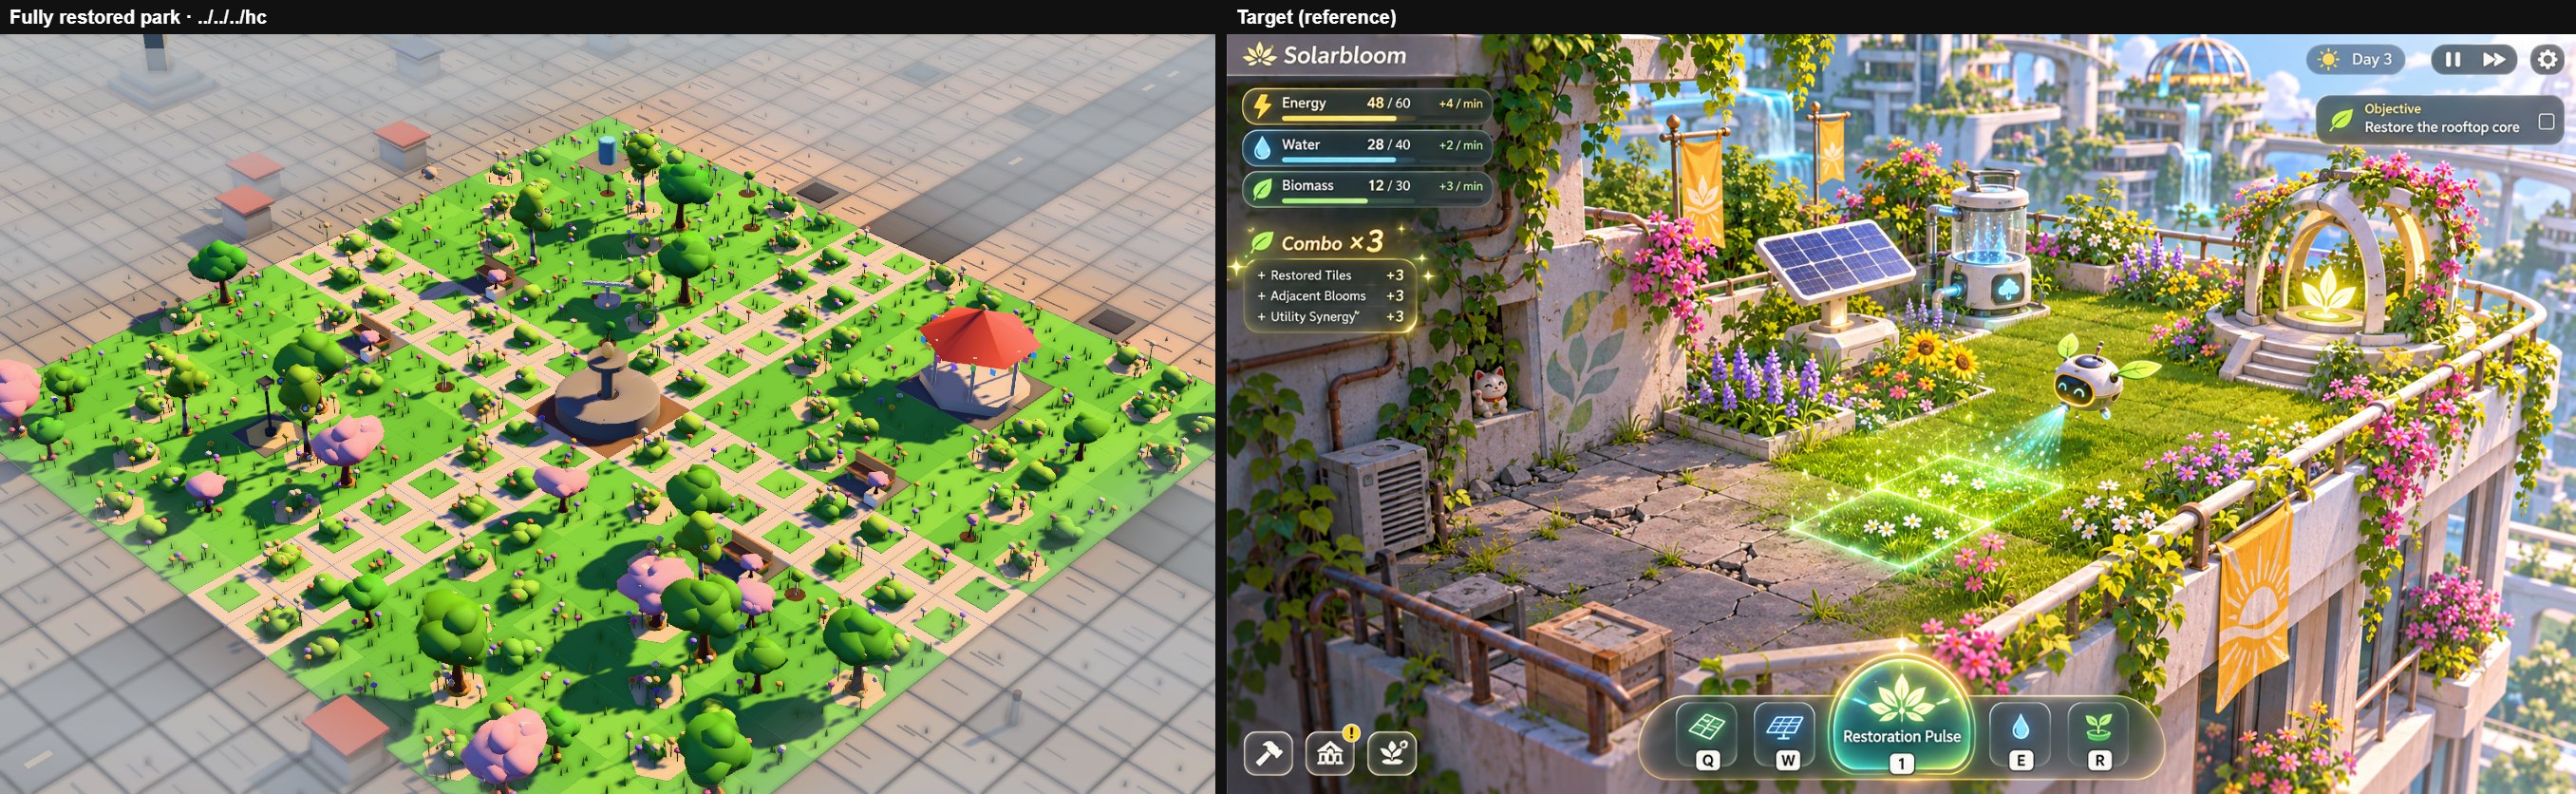 Fully restored park · ../../../hc
Target (reference)
Solarbloom
Day 3
Energy 48 / 60 +4 / min
Water 28 / 40 +2 / min
Biomass 12 / 30 +3 / min
Objective
Restore the rooftop core
Combo ×3
+ Restored Tiles +3
+ Adjacent Blooms +3
+ Utility Synergy +3
!
Restoration Pulse
Q W 1 E R